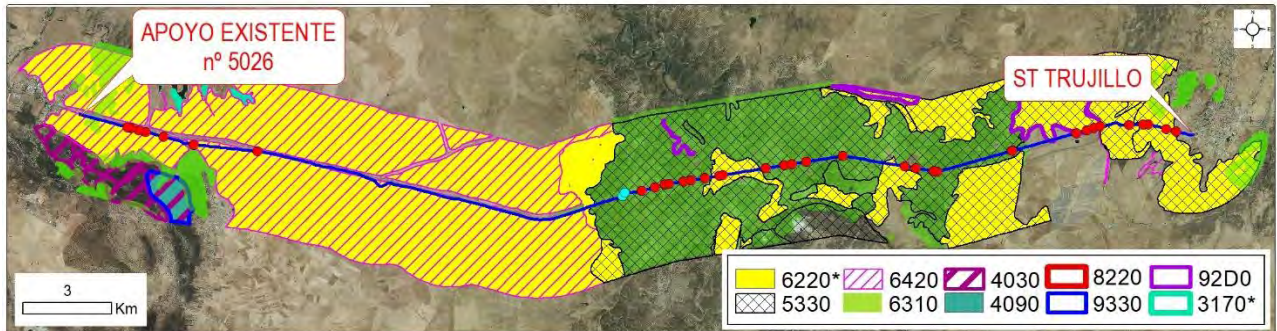 APOYO EXISTENTE
nº 5026
N
ST TRUJILLO
3
Km
6220*
6420
4030
8220
92D0
5330
6310
4090
9330
3170*